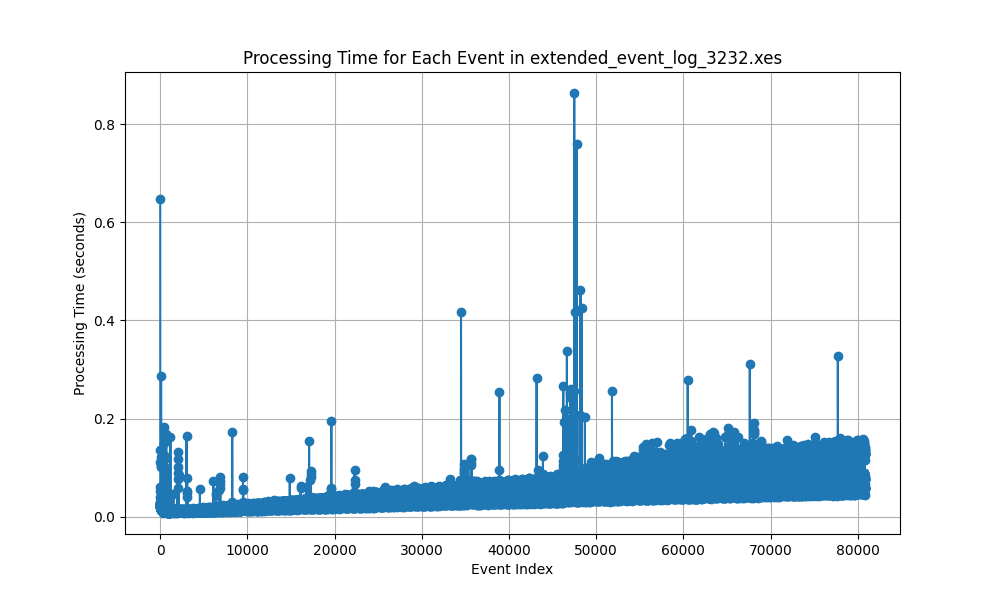 Processing Time for Each Event in extended_event_log_3232.xes
Processing Time (seconds)
0.8
0.6
0.4
0.2
0.0
0 10000 20000 30000 40000 50000 60000 70000 80000
Event Index